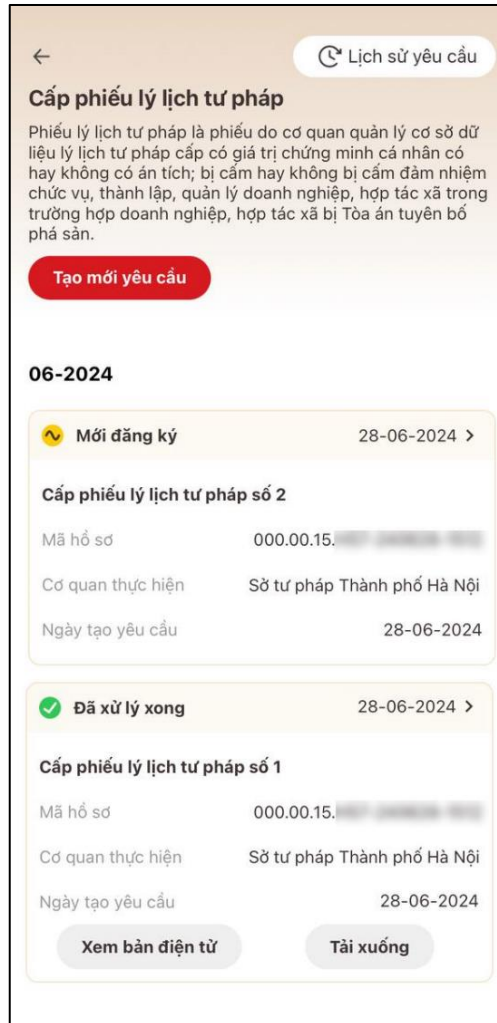 Lịch sử yêu cầu
Cấp phiếu lý lịch tư pháp
Phiếu lý lịch tư pháp là phiếu do cơ quan quản lý cơ sở dữ
liệu lý lịch tư pháp cấp có giá trị chứng minh cá nhân có
hay không có án tích; bị cấm hay không bị cấm đảm nhiệm
chức vụ, thành lập, quản lý doanh nghiệp, hợp tác xã trong
trường hợp doanh nghiệp, hợp tác xã bị Tòa án tuyên bố
phá sản.
Tạo mới yêu cầu
06-2024
Mới đăng ký 28-06-2024
Cấp phiếu lý lịch tư pháp số 2
Mã hồ sơ 000.00.15.
Cơ quan thực hiện Sở tư pháp Thành phố Hà Nội
Ngày tạo yêu cầu 28-06-2024
Đã xử lý xong 28-06-2024
Cấp phiếu lý lịch tư pháp số 1
Mã hồ sơ 000.00.15.
Cơ quan thực hiện Sở tư pháp Thành phố Hà Nội
Ngày tạo yêu cầu 28-06-2024
Xem bản điện tử Tải xuống